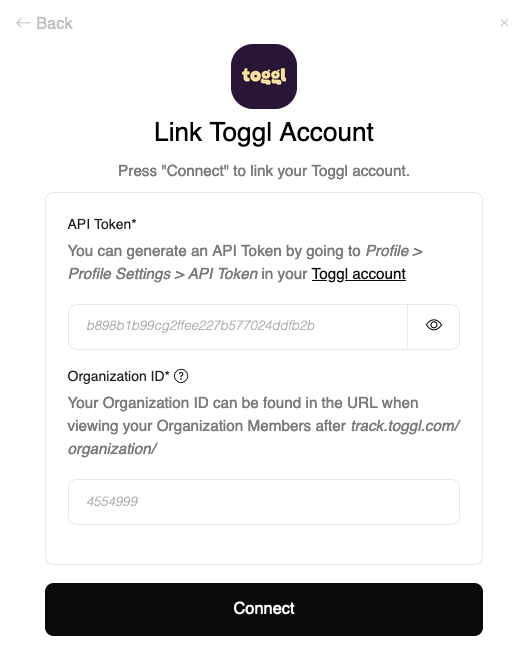 ← Back
×
toggl
Link Toggl Account
Press "Connect" to link your Toggl account.
API Token*
You can generate an API Token by going to Profile >
Profile Settings > API Token in your Toggl account
b898b1b99cg2ffee227b577024ddfb2b
Organization ID* ?
Your Organization ID can be found in the URL when
viewing your Organization Members after track.toggl.com/
organization/
4554999
Connect